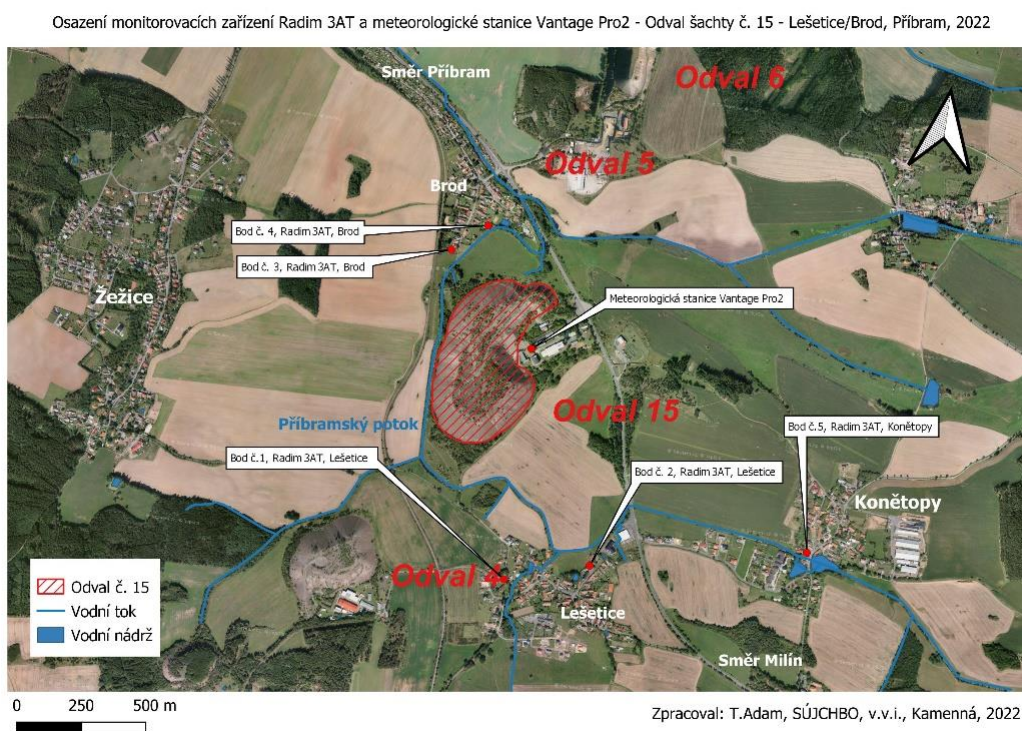 Osazení monitorovacích zařízení Radim 3AT a meteorologické stanice Vantage Pro2 - Odval šachty č. 15 - Lešetice/Brod, Příbram, 2022
Směr Příbram
Odval 6
Odval 5
Brod
Bod č. 4, Radim 3AT, Brod
Bod č. 3, Radim 3AT, Brod
Žežice
Meteorologická stanice Vantage Pro2
Odval 15
Příbramský potok
Bod č.5, Radim 3AT, Konětopy
Bod č.1, Radim 3AT, Lešetice
Bod č. 2, Radim 3AT, Lešetice
Konětopy
Odval 4
Lešetice
Směr Milín
Odval č. 15
Vodní tok
Vodní nádrž
0 250 500 m
Zpracoval: T.Adam, SÚJCHBO, v.v.i., Kamenná, 2022